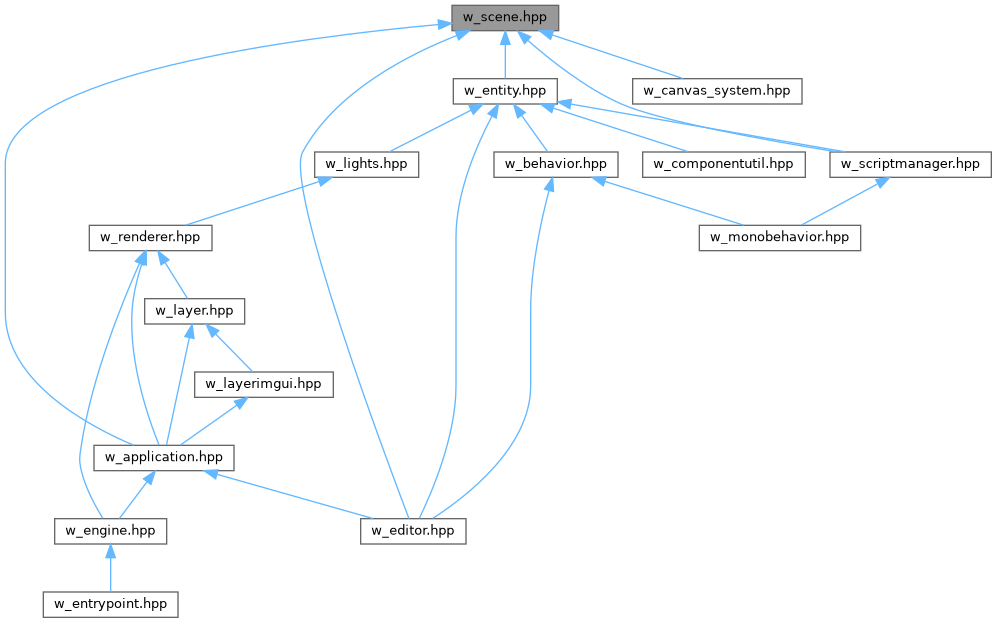 w_scene.hpp
w_entity.hpp
w_canvas_system.hpp
w_lights.hpp
w_behavior.hpp
w_componentutil.hpp
w_scriptmanager.hpp
w_renderer.hpp
w_monobehavior.hpp
w_layer.hpp
w_layerimgui.hpp
w_application.hpp
w_engine.hpp
w_editor.hpp
w_entrypoint.hpp